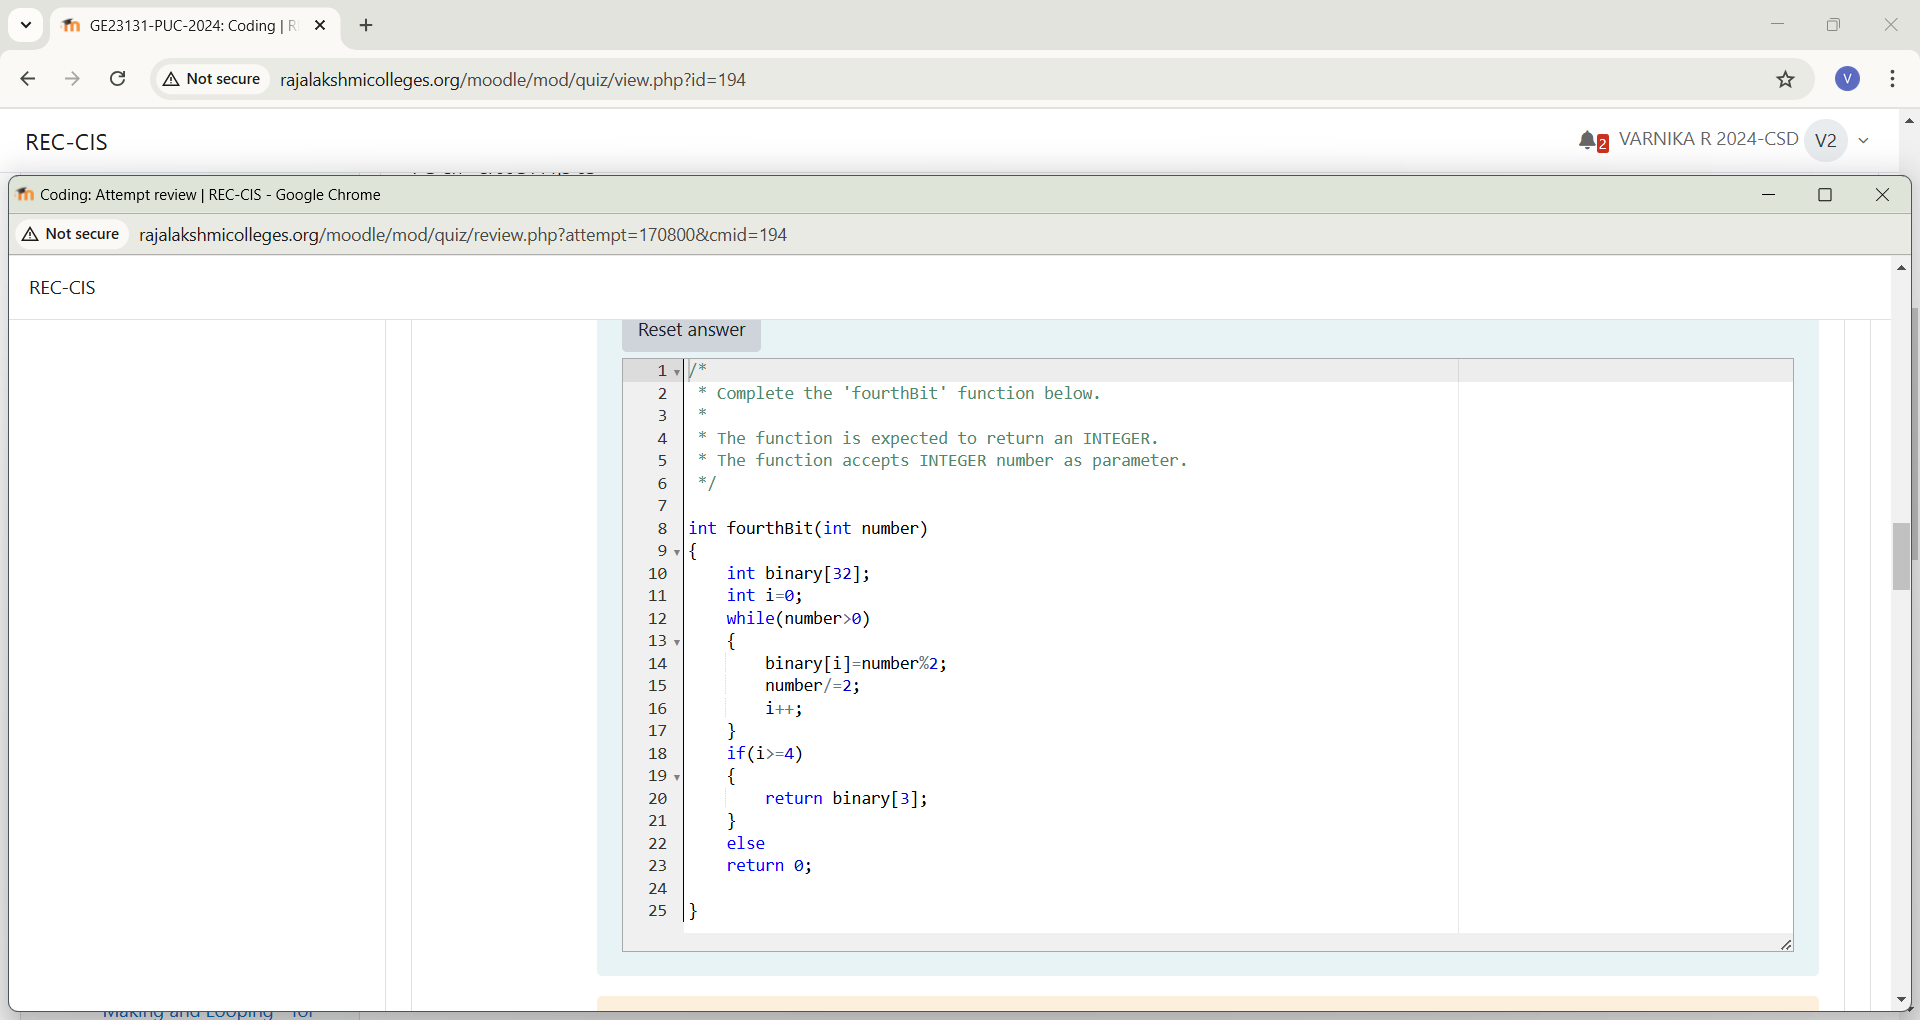 GE23131-PUC-2024: Coding | R
Not secure
rajalakshmicolleges.org/moodle/mod/quiz/view.php?id=194
V
REC-CIS
2
VARNIKA R 2024-CSD
V2
Coding: Attempt review | REC-CIS - Google Chrome
Not secure
rajalakshmicolleges.org/moodle/mod/quiz/review.php?attempt=170800&cmid=194
REC-CIS
Reset answer
1 /*
2 * Complete the 'fourthBit' function below.
3 *
4 * The function is expected to return an INTEGER.
5 * The function accepts INTEGER number as parameter.
6 */
7
8 int fourthBit(int number)
9 {
10 int binary[32];
11 int i=0;
12 while(number>0)
13 {
14 binary[i]=number%2;
15 number/=2;
16 i++;
17 }
18 if(i>=4)
19 {
20 return binary[3];
21 }
22 else
23 return 0;
24
25 }
Making and Looping - for